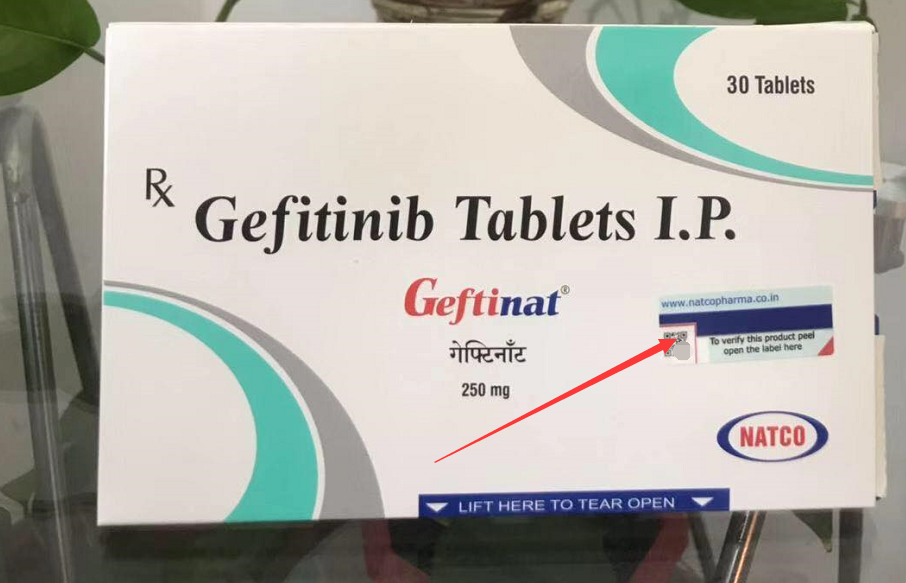 30 Tablets
Rx Gefitinib Tablets I.P.
Geftinat®
गेफ्टिनॉंट
250 mg
www.natcopharma.co.in
To verify this product peel
open the label here
NATCO
LIFT HERE TO TEAR OPEN